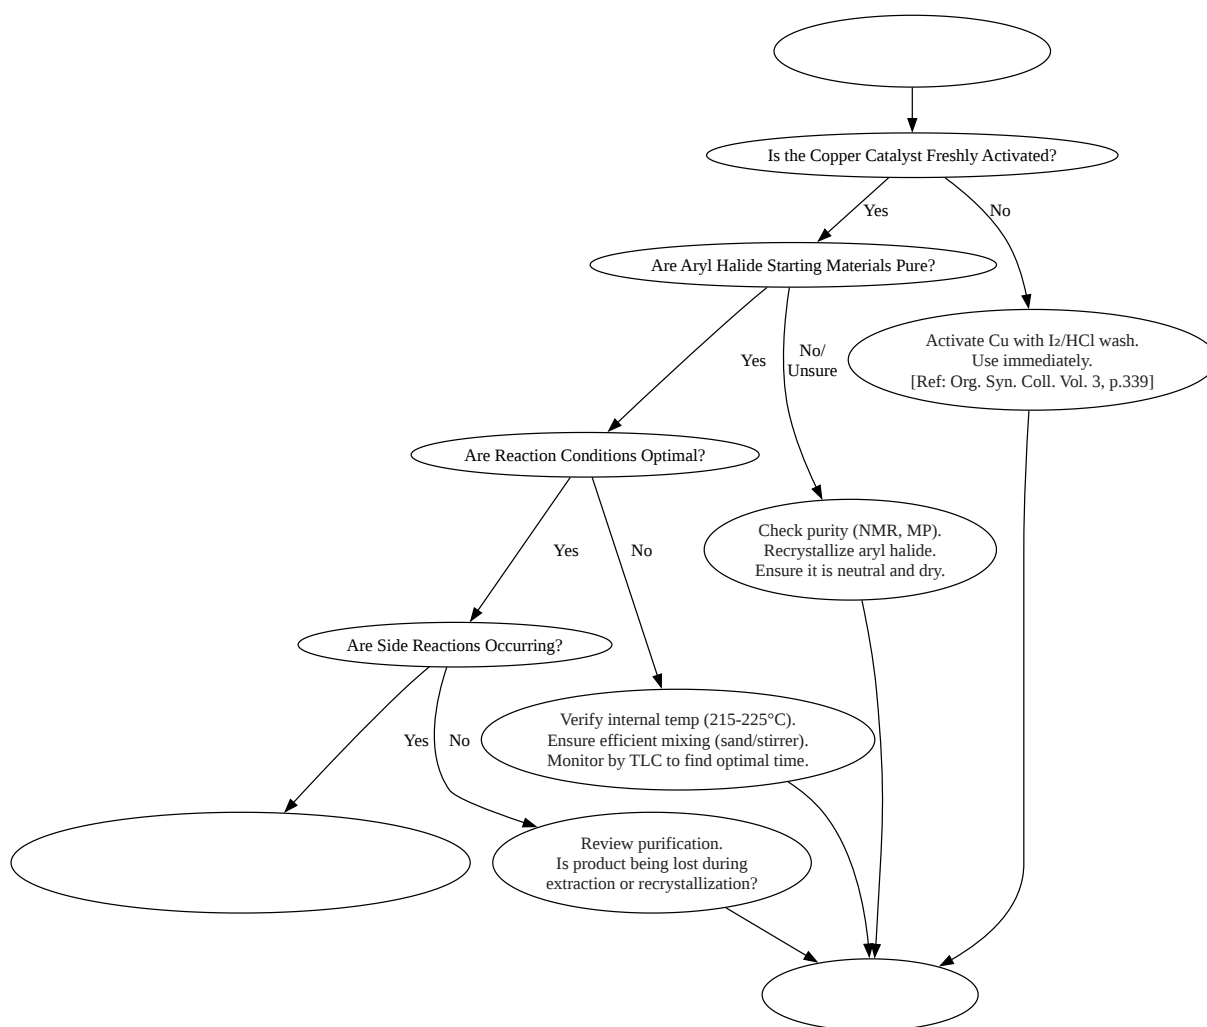 Is the Copper Catalyst Freshly Activated?
Yes
No
Are Aryl Halide Starting Materials Pure?
Activate Cu with I₂/HCl wash.
Use immediately.
[Ref: Org. Syn. Coll. Vol. 3, p.339]
Yes
No/
Unsure
Are Reaction Conditions Optimal?
Check purity (NMR, MP).
Recrystallize aryl halide.
Ensure it is neutral and dry.
Yes
No
Are Side Reactions Occurring?
Verify internal temp (215-225°C).
Ensure efficient mixing (sand/stirrer).
Monitor by TLC to find optimal time.
Yes
No
Review purification.
Is product being lost during
extraction or recrystallization?